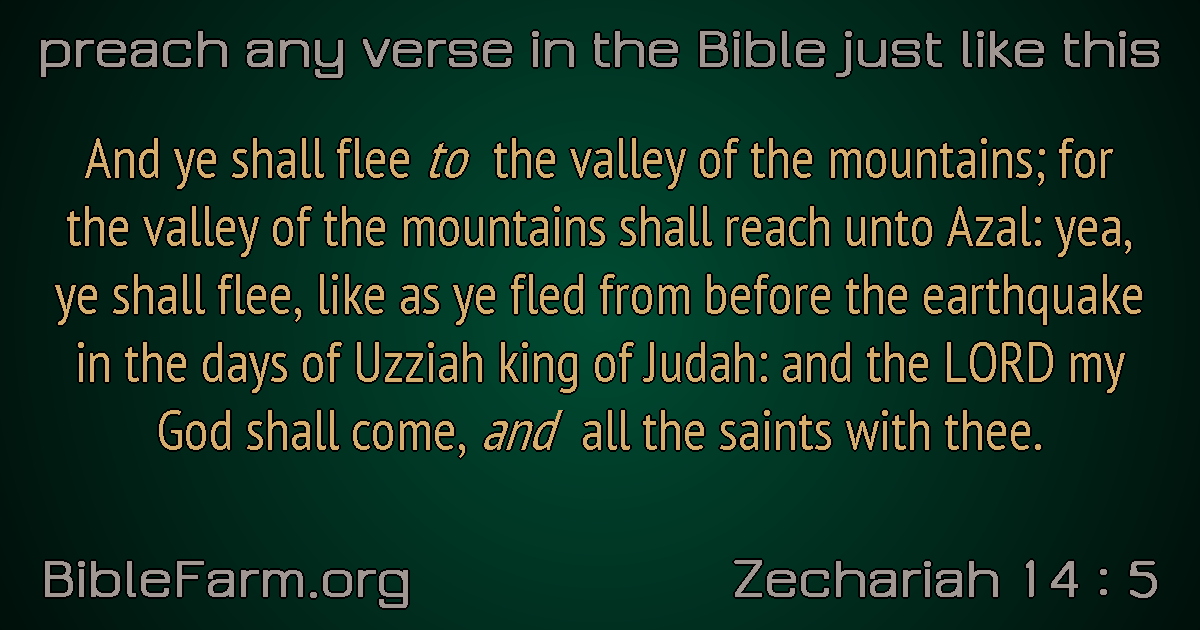 preach any verse in the Bible just like this
And ye shall flee to the valley of the mountains; for
the valley of the mountains shall reach unto Azal: yea,
ye shall flee, like as ye fled from before the earthquake
in the days of Uzziah king of Judah: and the LORD my
God shall come, and all the saints with thee.
BibleFarm.org
Zechariah 14 : 5